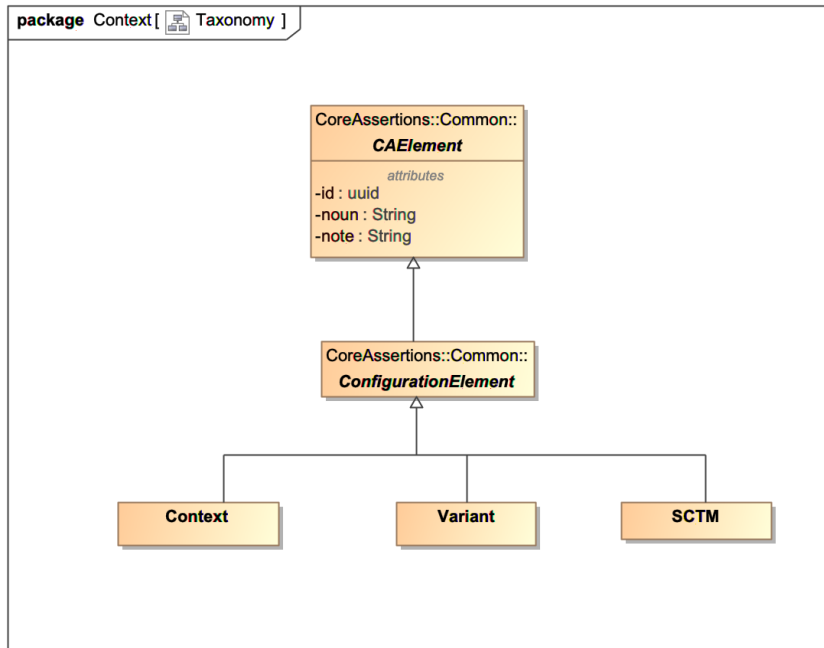 package Context [ Taxonomy ]
CoreAssertions::Common::
CAElement
attributes
-id : uuid
-noun : String
-note : String
CoreAssertions::Common::
ConfigurationElement
Context
Variant
SCTM